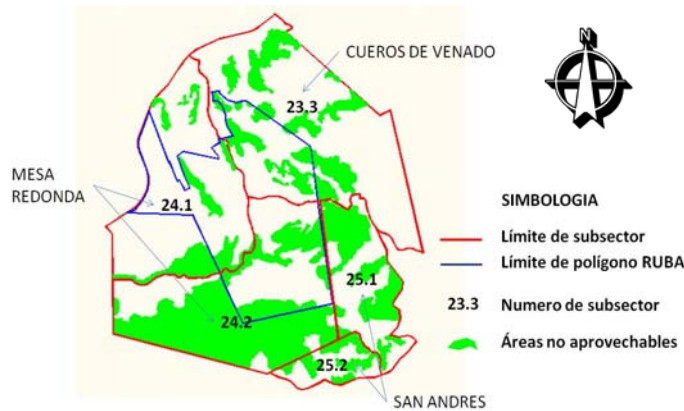 CUEROS DE VENADO
N
23.3
MESA
REDONDA
24.1
SIMBOLOGIA
Límite de subsector
Límite de polígono RUBA
25.1
23.3 Numero de subsector
24.2
Áreas no aprovechables
25.2
SAN ANDRES